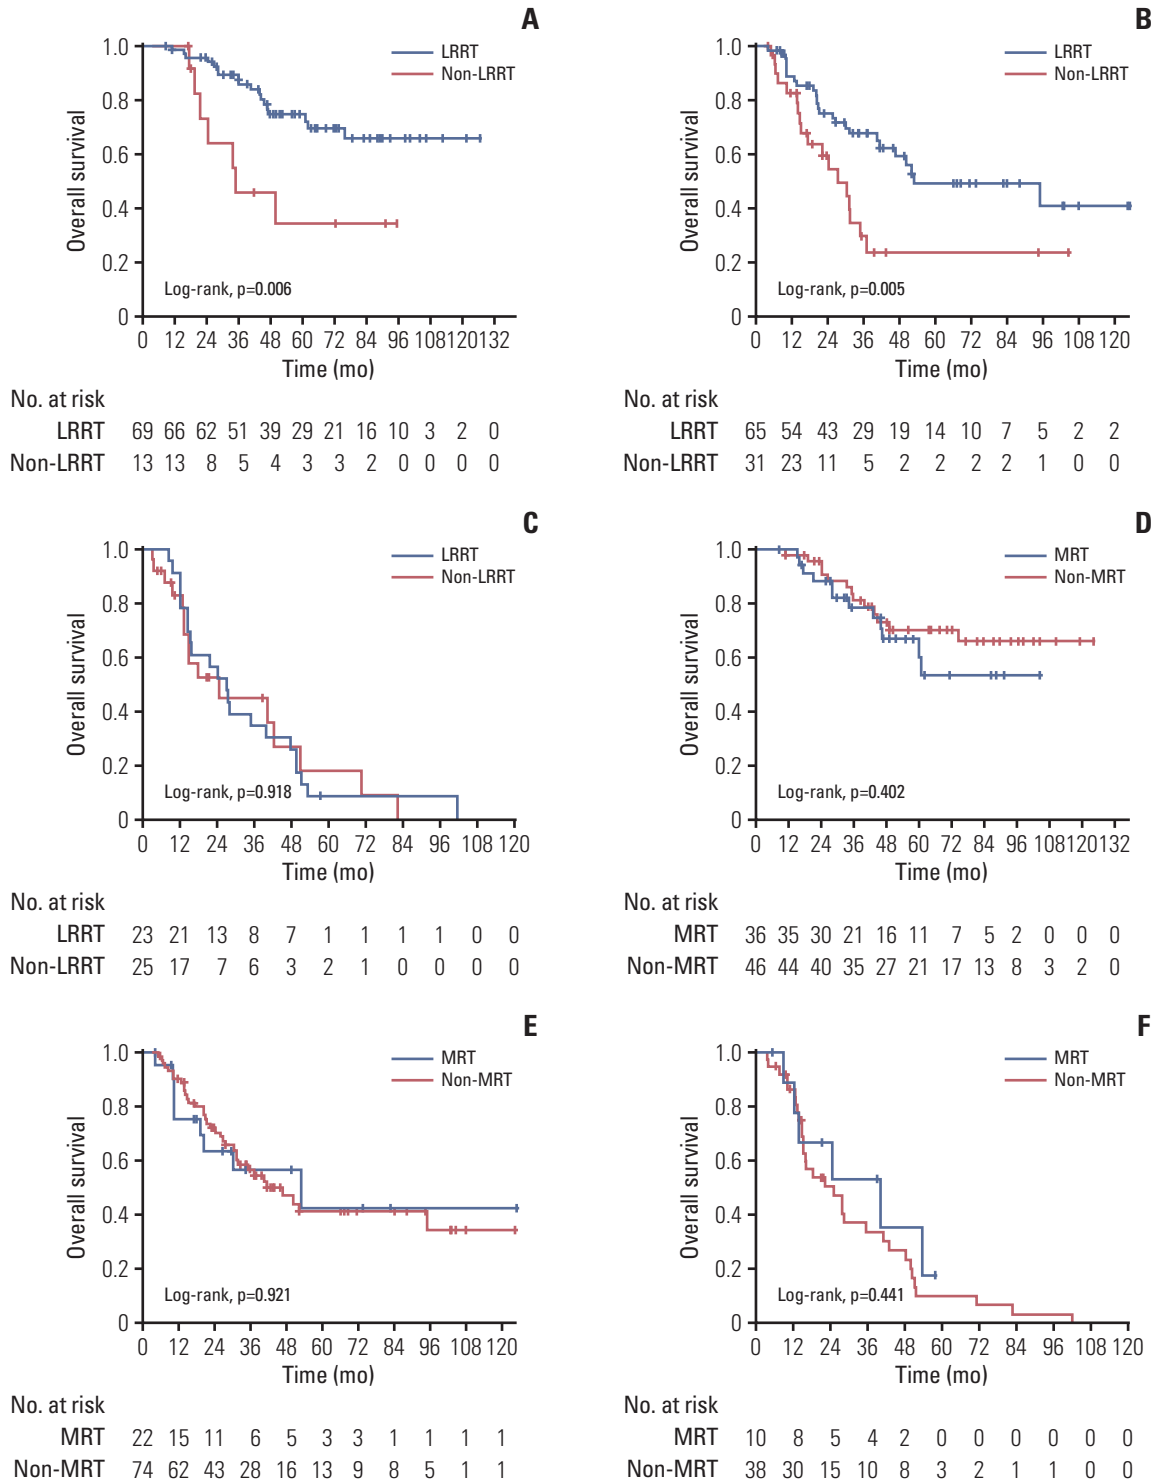 A
1.0
0.8
0.6
0.4
0.2
0
Overall survival
LRRT
Non-LRRT
Log-rank, p=0.006
0 12 24 36 48 60 72 84 96 108 120 132
Time (mo)
No. at risk
LRRT 69 66 62 51 39 29 21 16 10 3 2 0
Non-LRRT 13 13 8 5 4 3 3 2 0 0 0 0
B
1.0
0.8
0.6
0.4
0.2
0
Overall survival
LRRT
Non-LRRT
Log-rank, p=0.005
0 12 24 36 48 60 72 84 96 108 120
Time (mo)
No. at risk
LRRT 65 54 43 29 19 14 10 7 5 2 2
Non-LRRT 31 23 11 5 2 2 2 2 1 0 0
C
1.0
0.8
0.6
0.4
0.2
0
Overall survival
LRRT
Non-LRRT
Log-rank, p=0.918
0 12 24 36 48 60 72 84 96 108 120
Time (mo)
No. at risk
LRRT 23 21 13 8 7 1 1 1 1 0 0
Non-LRRT 25 17 7 6 3 2 1 0 0 0 0
D
1.0
0.8
0.6
0.4
0.2
0
Overall survival
MRT
Non-MRT
Log-rank, p=0.402
0 12 24 36 48 60 72 84 96 108 120 132
Time (mo)
No. at risk
MRT 36 35 30 21 16 11 7 5 2 0 0 0
Non-MRT 46 44 40 35 27 21 17 13 8 3 2 0
E
1.0
0.8
0.6
0.4
0.2
0
Overall survival
MRT
Non-MRT
Log-rank, p=0.921
0 12 24 36 48 60 72 84 96 108 120
Time (mo)
No. at risk
MRT 22 15 11 6 5 3 3 1 1 1 1
Non-MRT 74 62 43 28 16 13 9 8 5 1 1
F
1.0
0.8
0.6
0.4
0.2
0
Overall survival
MRT
Non-MRT
Log-rank, p=0.441
0 12 24 36 48 60 72 84 96 108 120
Time (mo)
No. at risk
MRT 10 8 5 4 2 0 0 0 0 0 0
Non-MRT 38 30 15 10 8 3 2 1 1 0 0